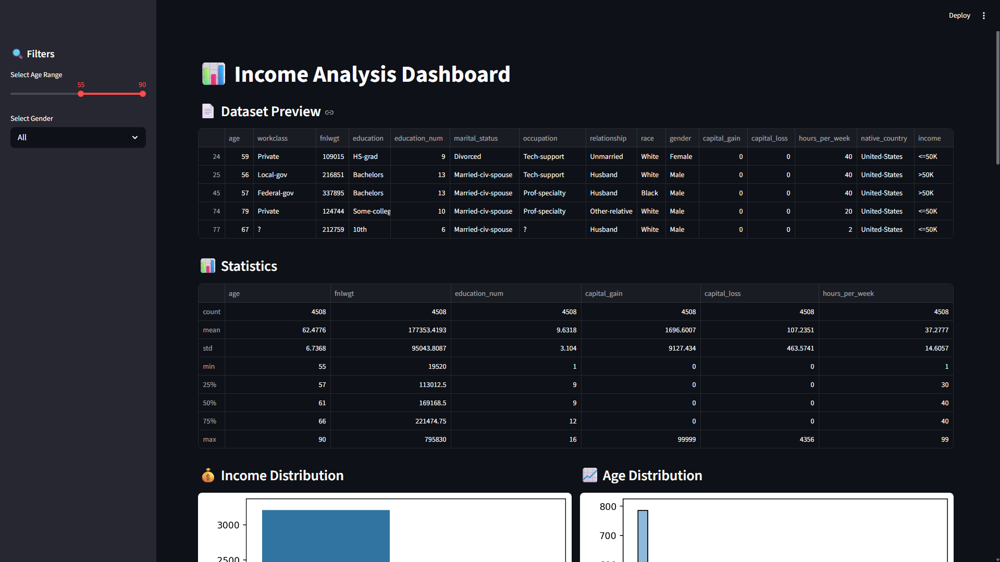 Deploy
Filters
Select Age Range
55 90
Select Gender
All
Income Analysis Dashboard
Dataset Preview
age workclass fnlwgt education education_num marital_status occupation relationship race gender capital_gain capital_loss hours_per_week native_country income
24 59 Private 109015 HS-grad 9 Divorced Tech-support Unmarried White Female 0 0 40 United-States <=50K
25 56 Local-gov 216851 Bachelors 13 Married-civ-spouse Tech-support Husband White Male 0 0 40 United-States >50K
45 57 Federal-gov 337895 Bachelors 13 Married-civ-spouse Prof-specialty Husband Black Male 0 0 40 United-States >50K
74 79 Private 124744 Some-colleg 10 Married-civ-spouse Prof-specialty Other-relative White Male 0 0 20 United-States <=50K
77 67 ? 212759 10th 6 Married-civ-spouse ? Husband White Male 0 0 2 United-States <=50K
Statistics
age fnlwgt education_num capital_gain capital_loss hours_per_week
count 4508 4508 4508 4508 4508 4508
mean 62.4776 177353.4193 9.6318 1696.6007 107.2351 37.2777
std 6.7368 95043.8087 3.104 9127.434 463.5741 14.6057
min 55 19520 1 0 0 1
25% 57 113012.5 9 0 0 30
50% 61 169168.5 9 0 0 40
75% 66 221474.75 12 0 0 40
max 90 795830 16 99999 4356 99
Income Distribution
3000
2500
Age Distribution
800
700